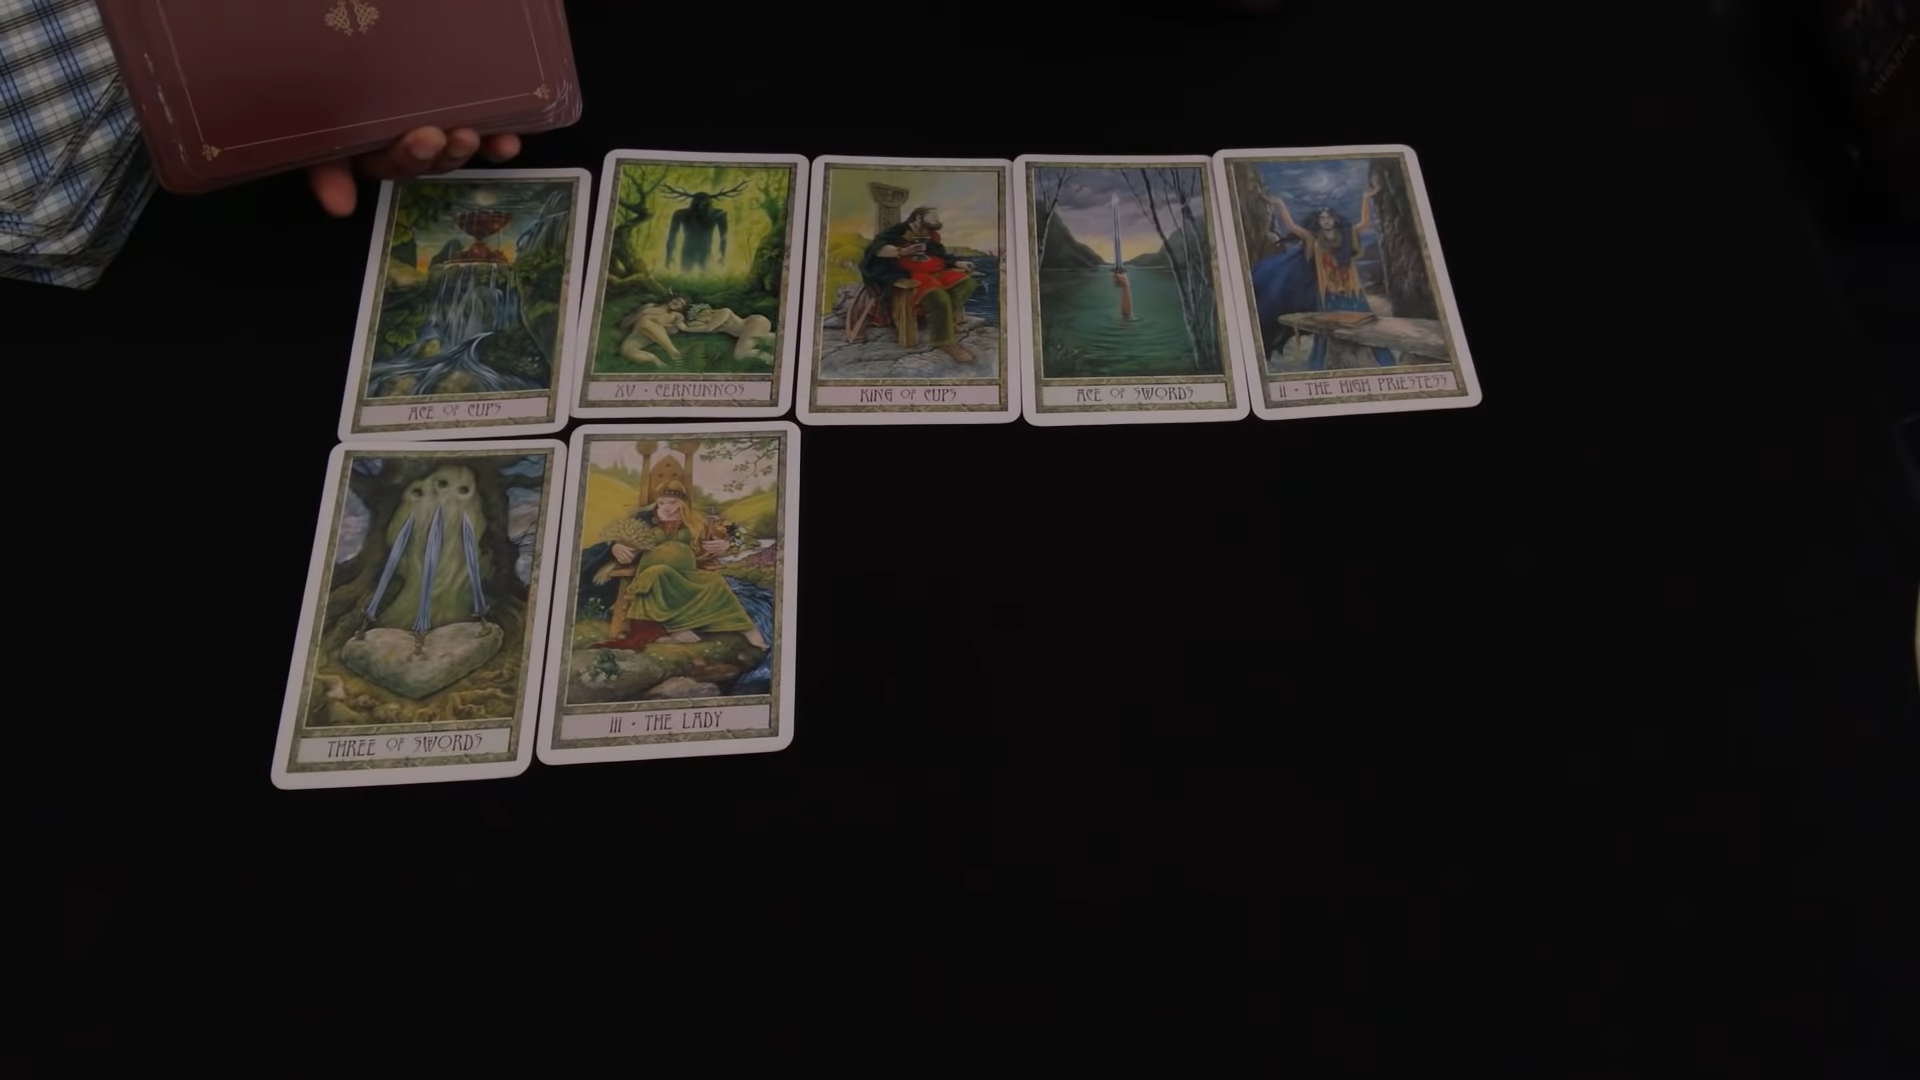 ACE OF CUPS
XV • CERNUNNOS
KING OF CUPS
ACE OF SWORDS
II • THE HIGH PRIESTESS
THREE OF SWORDS
III • THE LADY